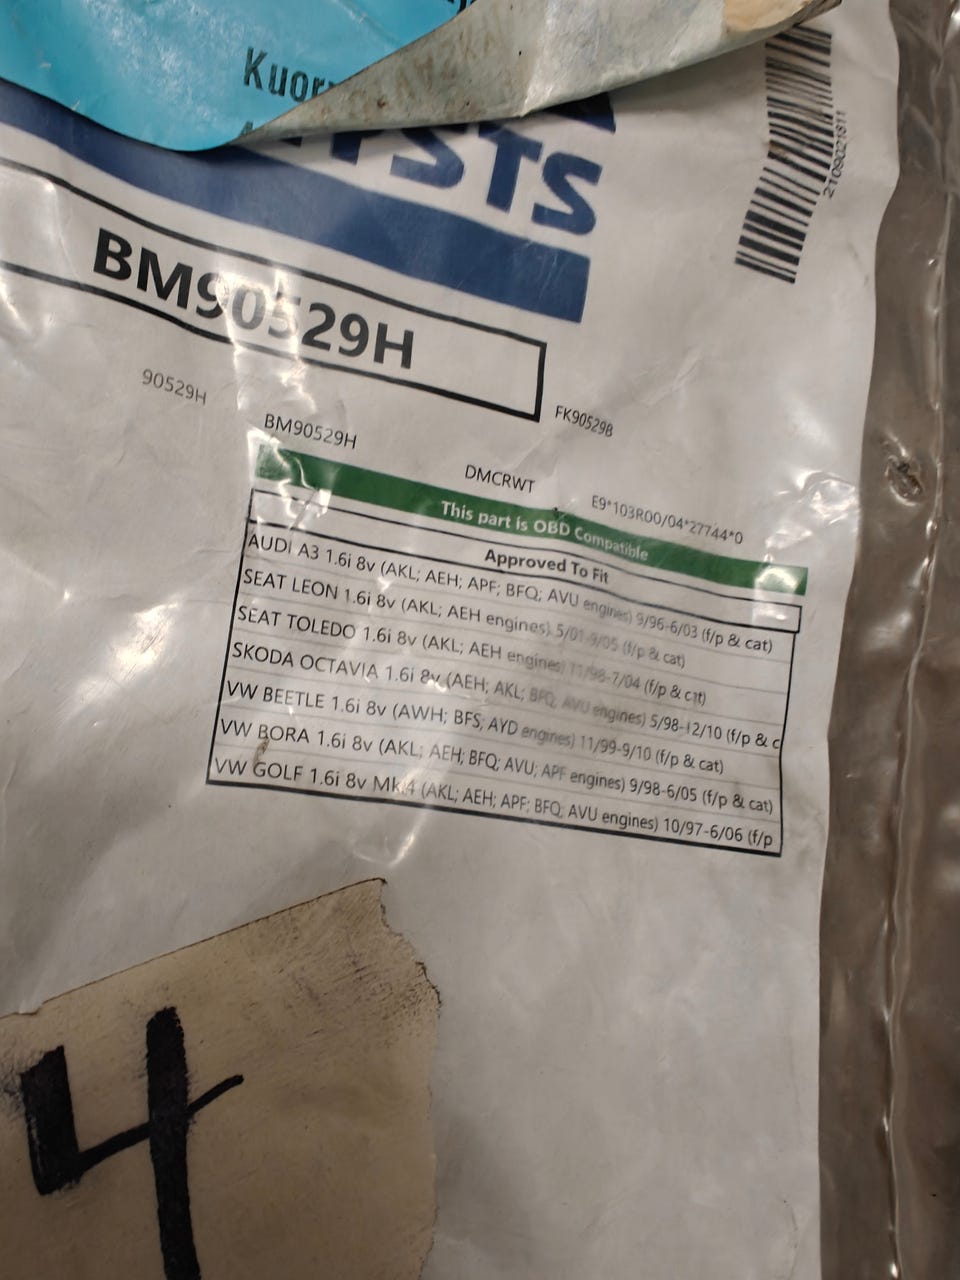 YSTS
2109021811
BM90529H
90529H
FK90529B
BM90529H
DMCRWT
E9*103R00/04*27744*0
This part is OBD Compatible
Approved To Fit
AUDI A3 1.6i 8v (AKL; AEH; APF; BFQ; AVU engines) 9/96-6/03 (f/p & cat)
SEAT LEON 1.6i 8v (AKL; AEH engines) 5/01-9/05 (f/p & cat)
SEAT TOLEDO 1.6i 8v (AKL; AEH engines) 11/98-7/04 (f/p & cat)
SKODA OCTAVIA 1.6i 8v (AEH; AKL; BFQ, AVU engines) 5/98-12/10 (f/p & c
VW BEETLE 1.6i 8v (AWH; BFS; AYD engines) 11/99-9/10 (f/p & cat)
VW BORA 1.6i 8v (AKL; AEH; BFQ; AVU; APF engines) 9/98-6/05 (f/p & cat)
VW GOLF 1.6i 8v Mk.4 (AKL; AEH; APF; BFQ, AVU engines) 10/97-6/06 (f/p
4